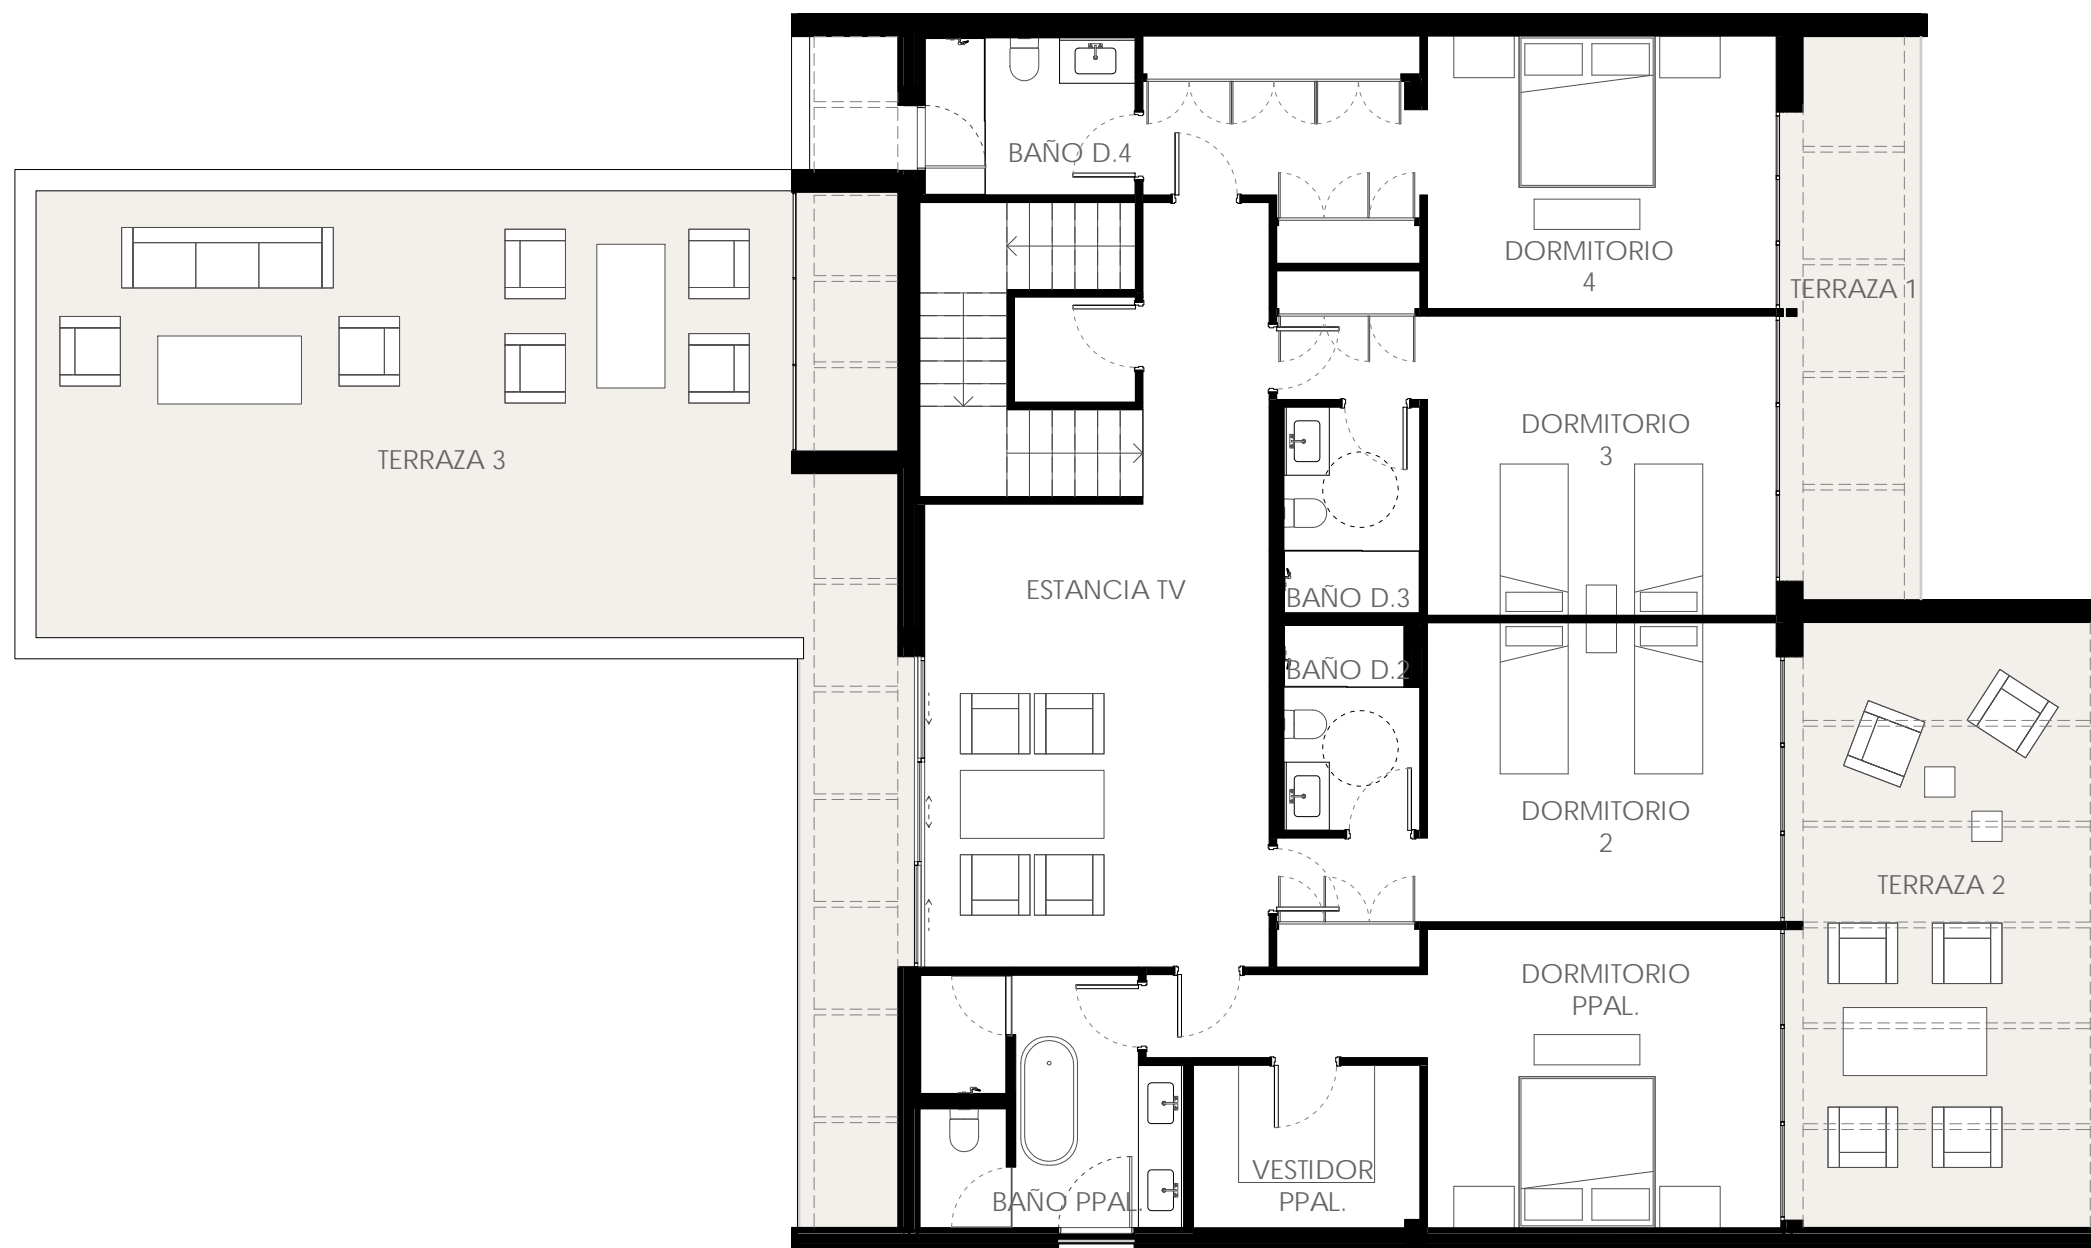 BAÑO D.4
DORMITORIO
4
TERRAZA 1
DORMITORIO
3
TERRAZA 3
ESTANCIA TV
BAÑO D.3
BAÑO D.2
DORMITORIO
2
TERRAZA 2
DORMITORIO
PPAL.
VESTIDOR
PPAL.
BAÑO PPAL.